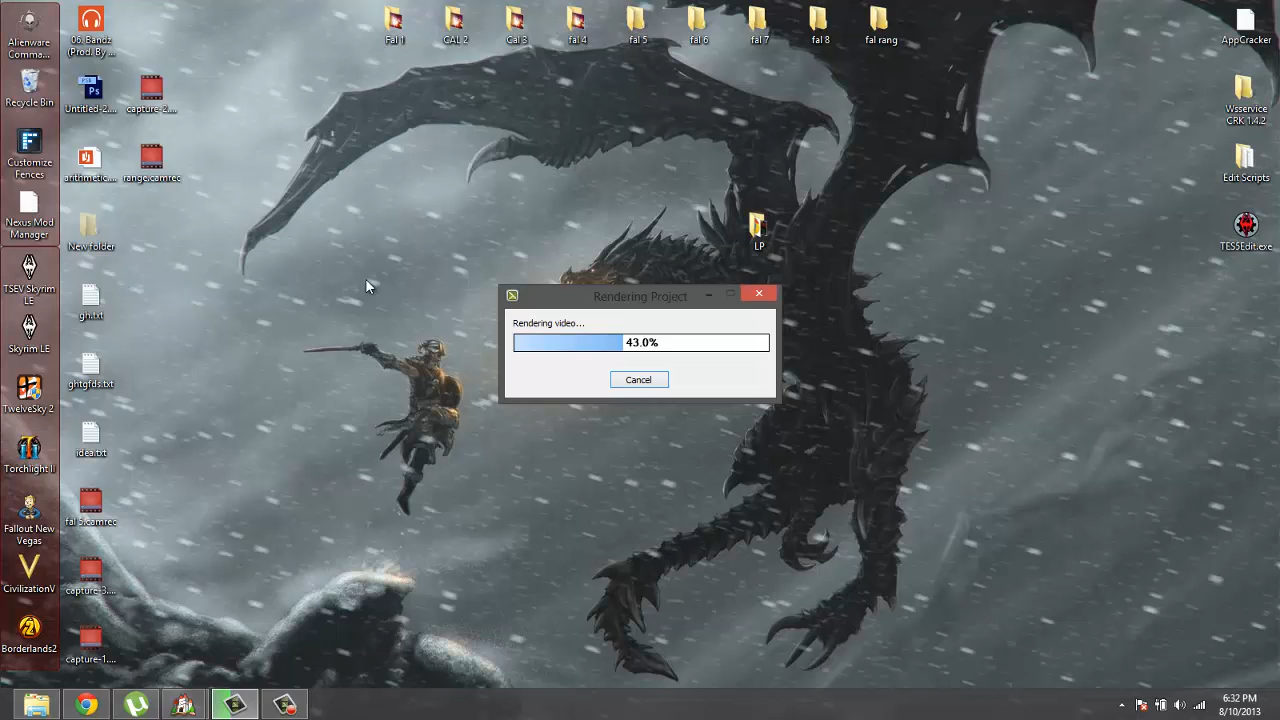 Alienware
Comma...
Recycle Bin
Customize
Fences
Nexus Mod
Manager
TSEV Skyrim
LE
Skyrim LE
TwelveSky 2
Torchlight II
Fallout New
Vegas
CivilizationV
Borderlands2
06. Bandz
(Prod. By ...
Untitled-2....
capture-2....
arithmetic....
range.camrec
New folder
gh.txt
ghtgfds.txt
idea.txt
fal 5.camrec
capture-3....
capture-1....
Fal 1
CAL 2
Cal 3
fal 4
fal 5
fal 6
fal 7
fal 8
fal rang
LP
AppCracker
Wsservice
CRK 1.4.2
Edit Scripts
TES5Edit.exe
Rendering Project
Rendering video...
43.0%
Cancel
6:32 PM
8/10/2013